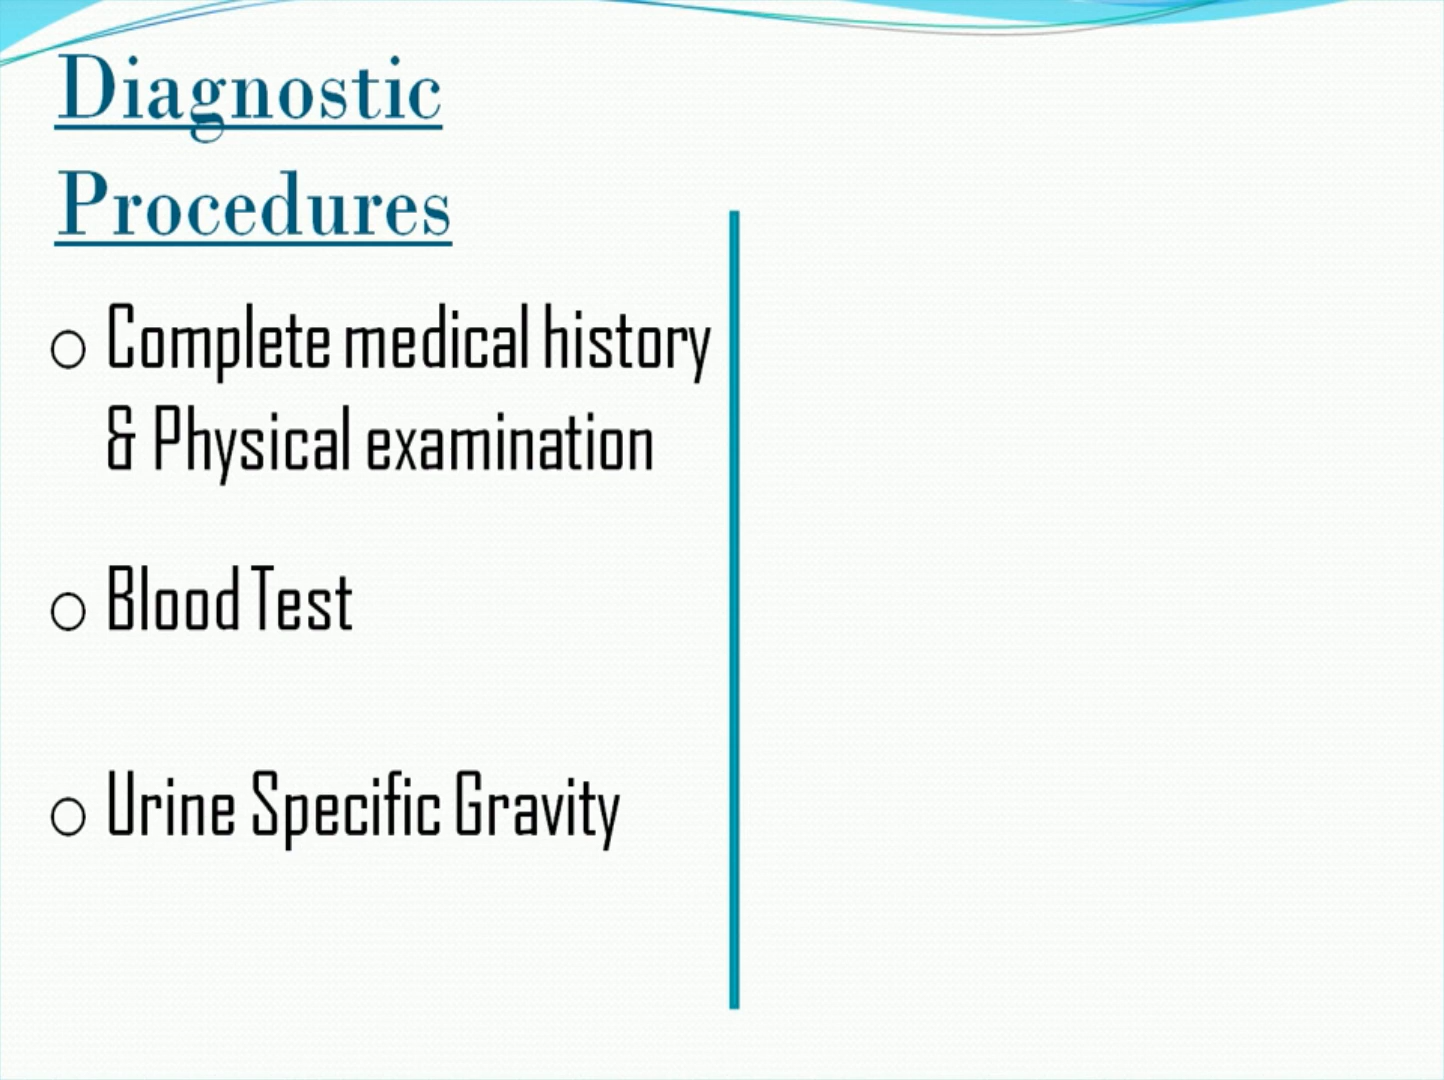 Diagnostic
Procedures
o Complete medical history
& Physical examination
o Blood Test
o Urine Specific Gravity